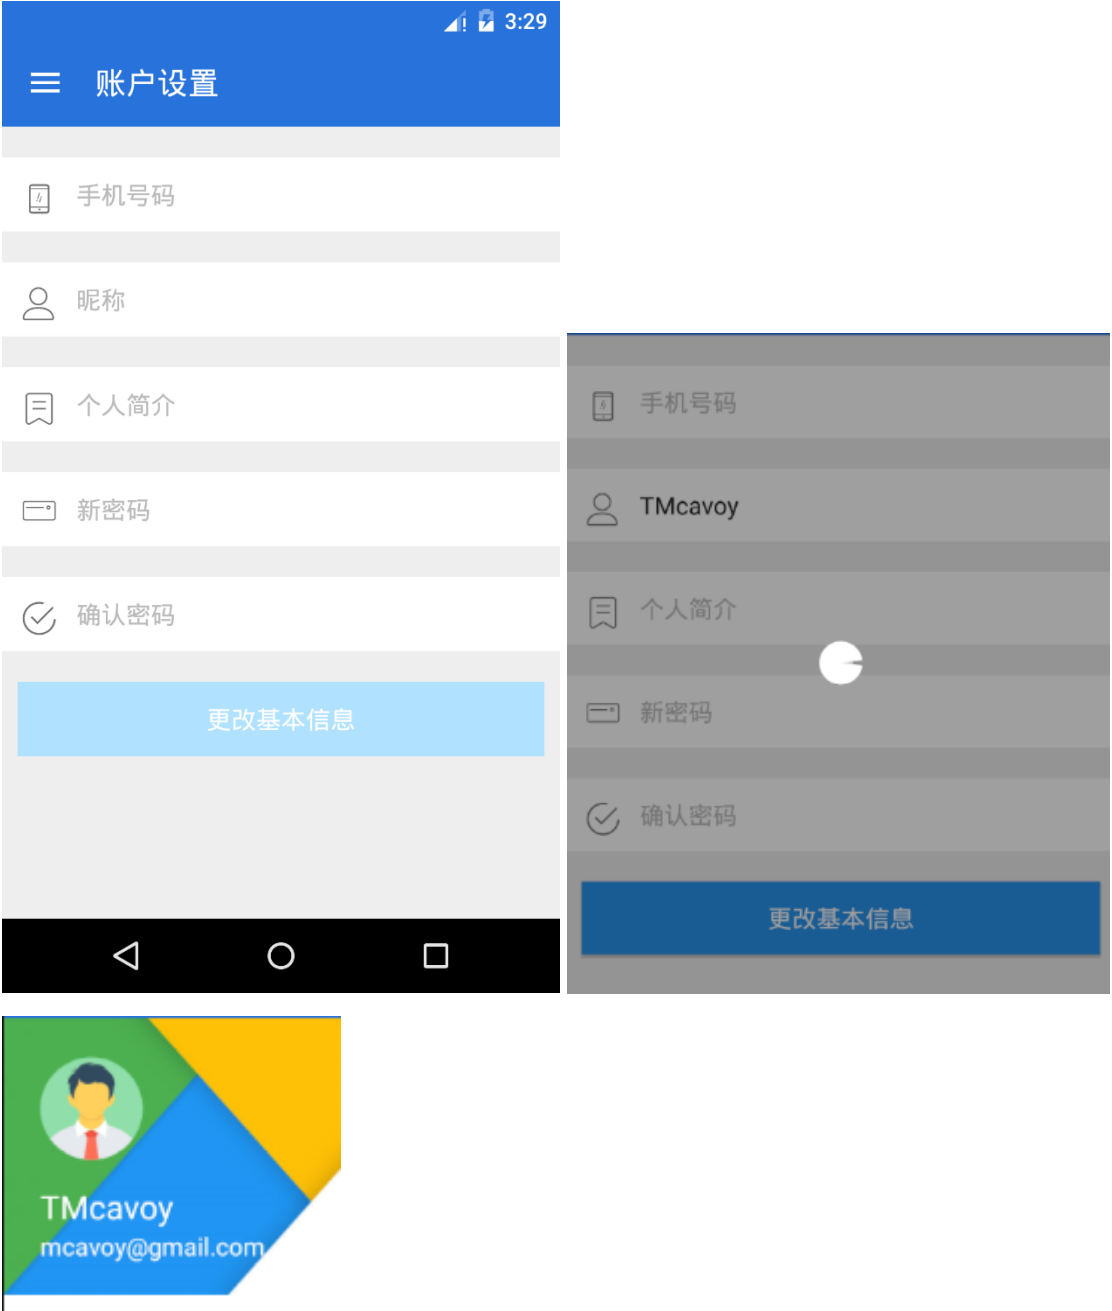 3:29
账户设置
手机号码
昵称
个人简介
新密码
确认密码
更改基本信息
手机号码
TMcavoy
个人简介
新密码
确认密码
更改基本信息
TMcavoy
mcavoy@gmail.com